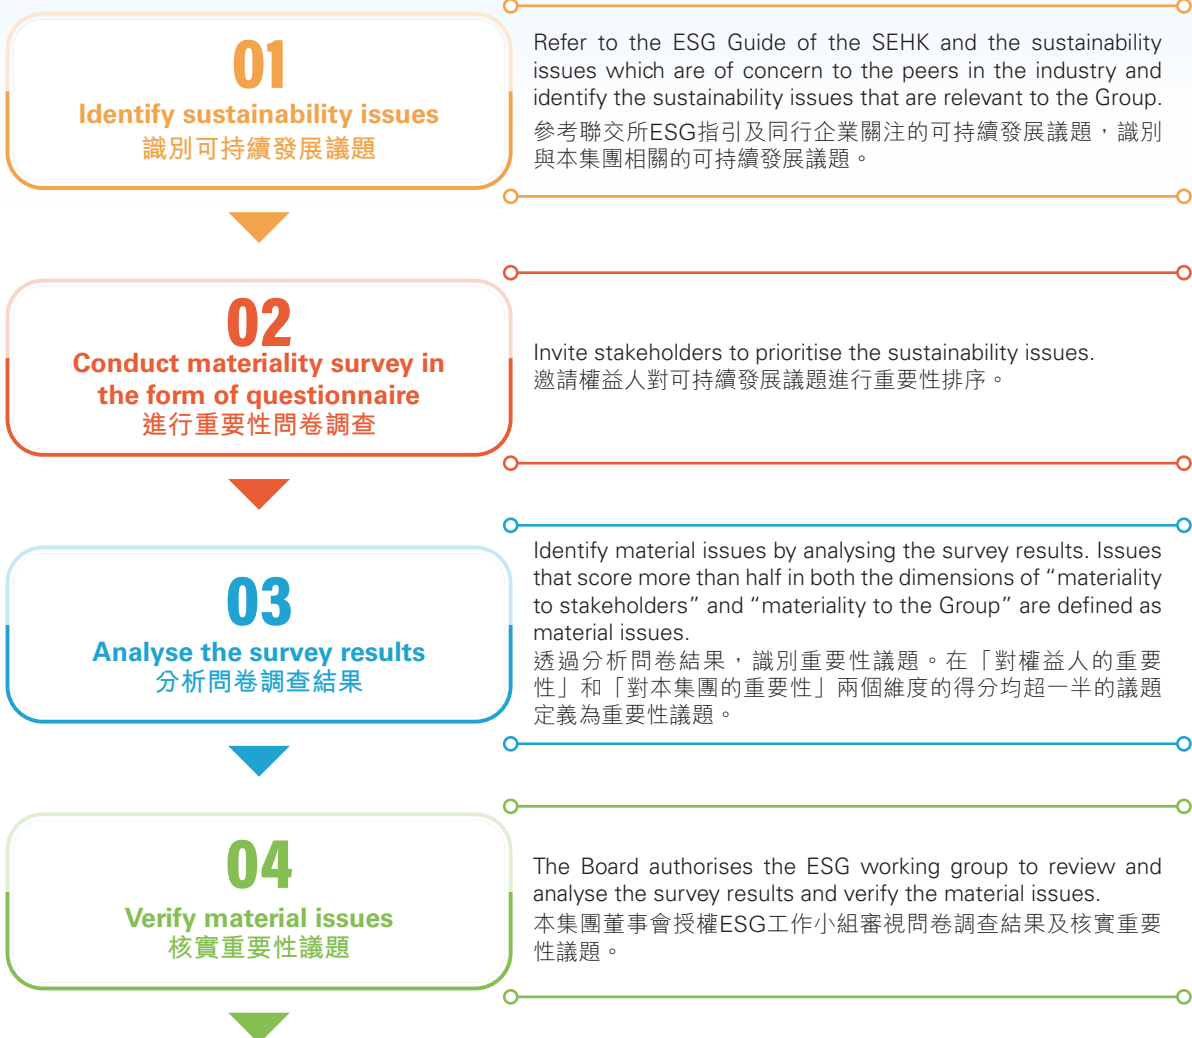 01
Identify sustainability issues
識別可持續發展議題
Refer to the ESG Guide of the SEHK and the sustainability
issues which are of concern to the peers in the industry and
identify the sustainability issues that are relevant to the Group.
參考聯交所ESG指引及同行企業關注的可持續發展議題，識別
與本集團相關的可持續發展議題。
02
Conduct materiality survey in
the form of questionnaire
進行重要性問卷調查
Invite stakeholders to prioritise the sustainability issues.
邀請權益人對可持續發展議題進行重要性排序。
03
Analyse the survey results
分析問卷調查結果
Identify material issues by analysing the survey results. Issues
that score more than half in both the dimensions of “materiality
to stakeholders” and “materiality to the Group” are defined as
material issues.
透過分析問卷結果，識別重要性議題。在「對權益人的重要
性」和「對本集團的重要性」兩個維度的得分均超一半的議題
定義為重要性議題。
04
Verify material issues
核實重要性議題
The Board authorises the ESG working group to review and
analyse the survey results and verify the material issues.
本集團董事會授權ESG工作小組審視問卷調查結果及核實重要
性議題。